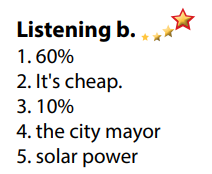 Listening b.
1. 60%
2. It's cheap.
3. 10%
4. the city mayor
5. solar power